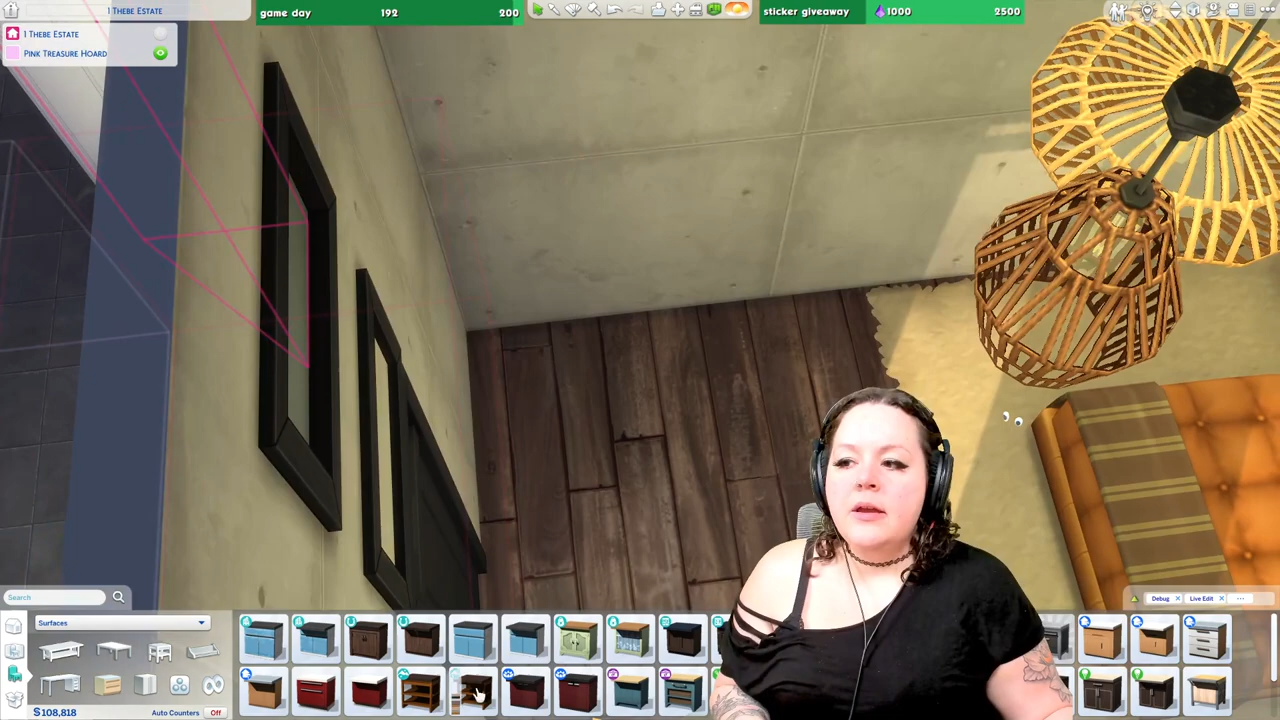 1 Thebe Estate
game day 192 200
sticker giveaway 1000 2500
1 Thebe Estate
Pink Treasure Hoard
Debug Live Edit
Search
Surfaces
$108,818
Auto Counters Off